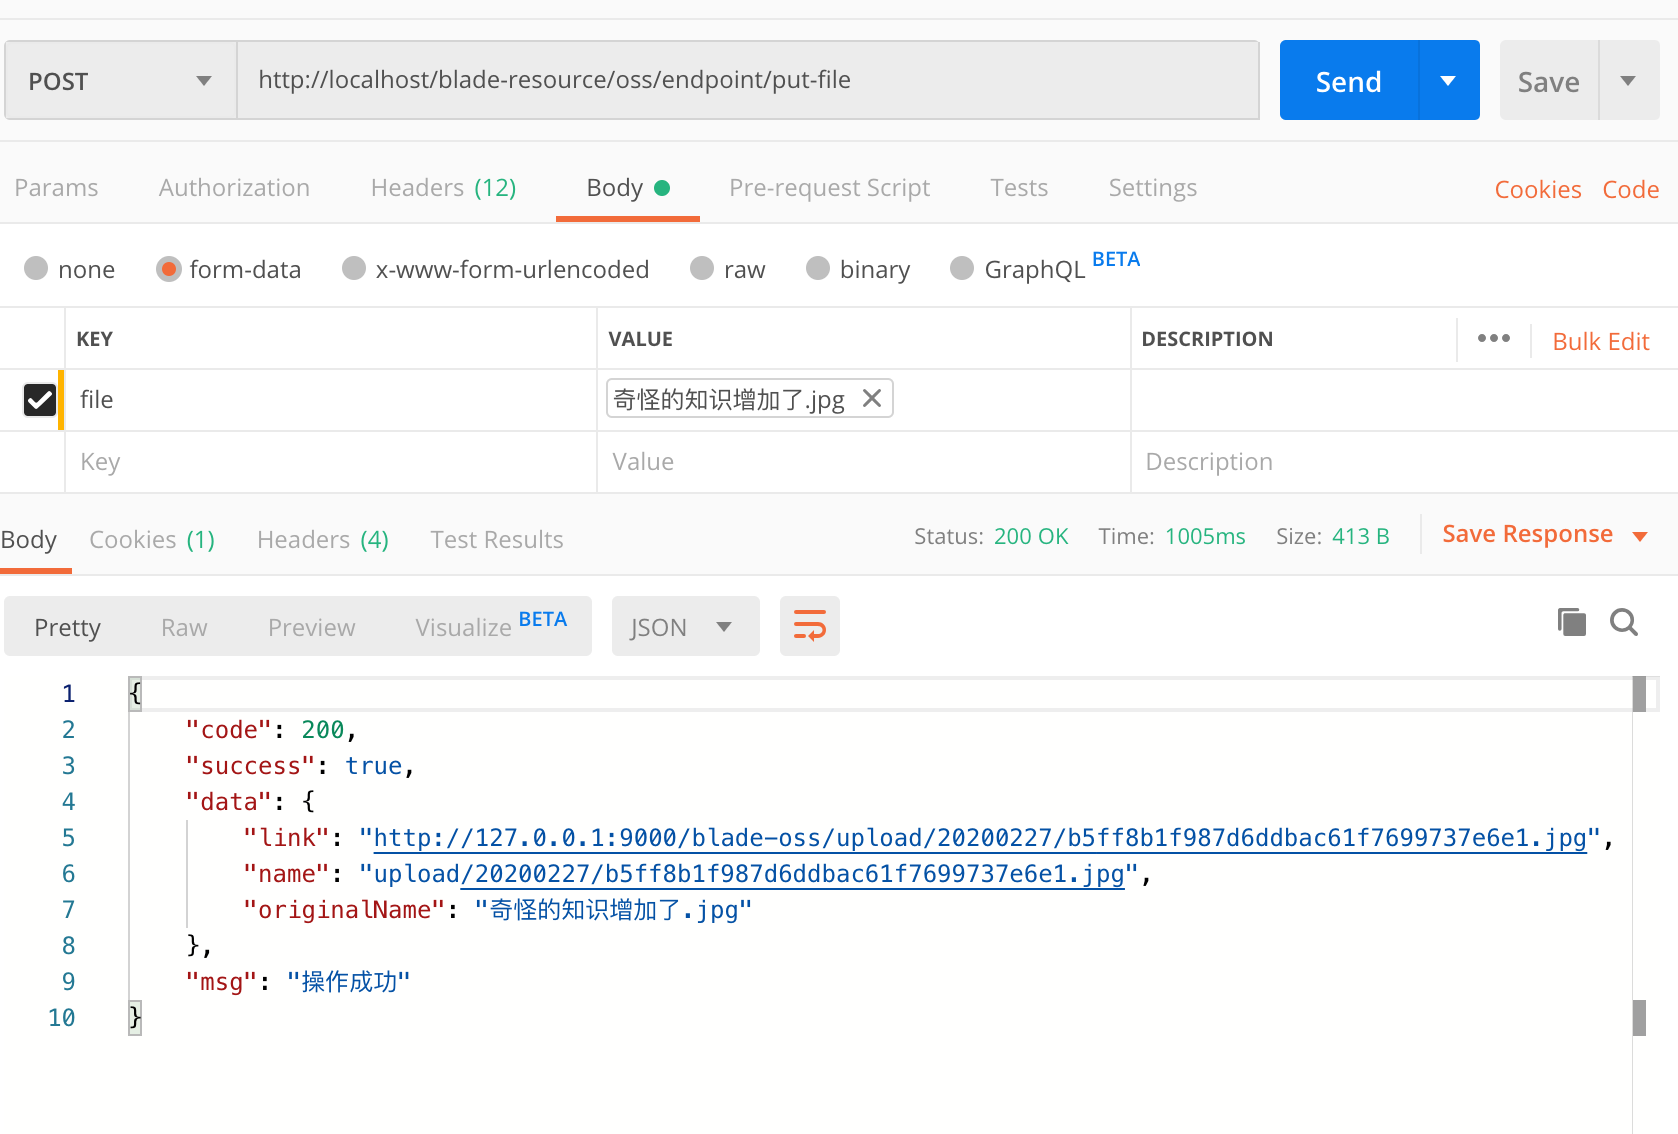 POST http://localhost/blade-resource/oss/endpoint/put-file Send Save
Params Authorization Headers (12) Body Pre-request Script Tests Settings Cookies Code
none form-data x-www-form-urlencoded raw binary GraphQL BETA
KEY VALUE DESCRIPTION ••• Bulk Edit
file 奇怪的知识增加了.jpg
Key Value Description
Body Cookies (1) Headers (4) Test Results Status: 200 OK Time: 1005ms Size: 413 B Save Response
Pretty Raw Preview Visualize BETA JSON
1 {
2 "code": 200,
3 "success": true,
4 "data": {
5 "link": "http://127.0.0.1:9000/blade-oss/upload/20200227/b5ff8b1f987d6ddbac61f7699737e6e1.jpg",
6 "name": "upload/20200227/b5ff8b1f987d6ddbac61f7699737e6e1.jpg",
7 "originalName": "奇怪的知识增加了.jpg"
8 },
9 "msg": "操作成功"
10 }